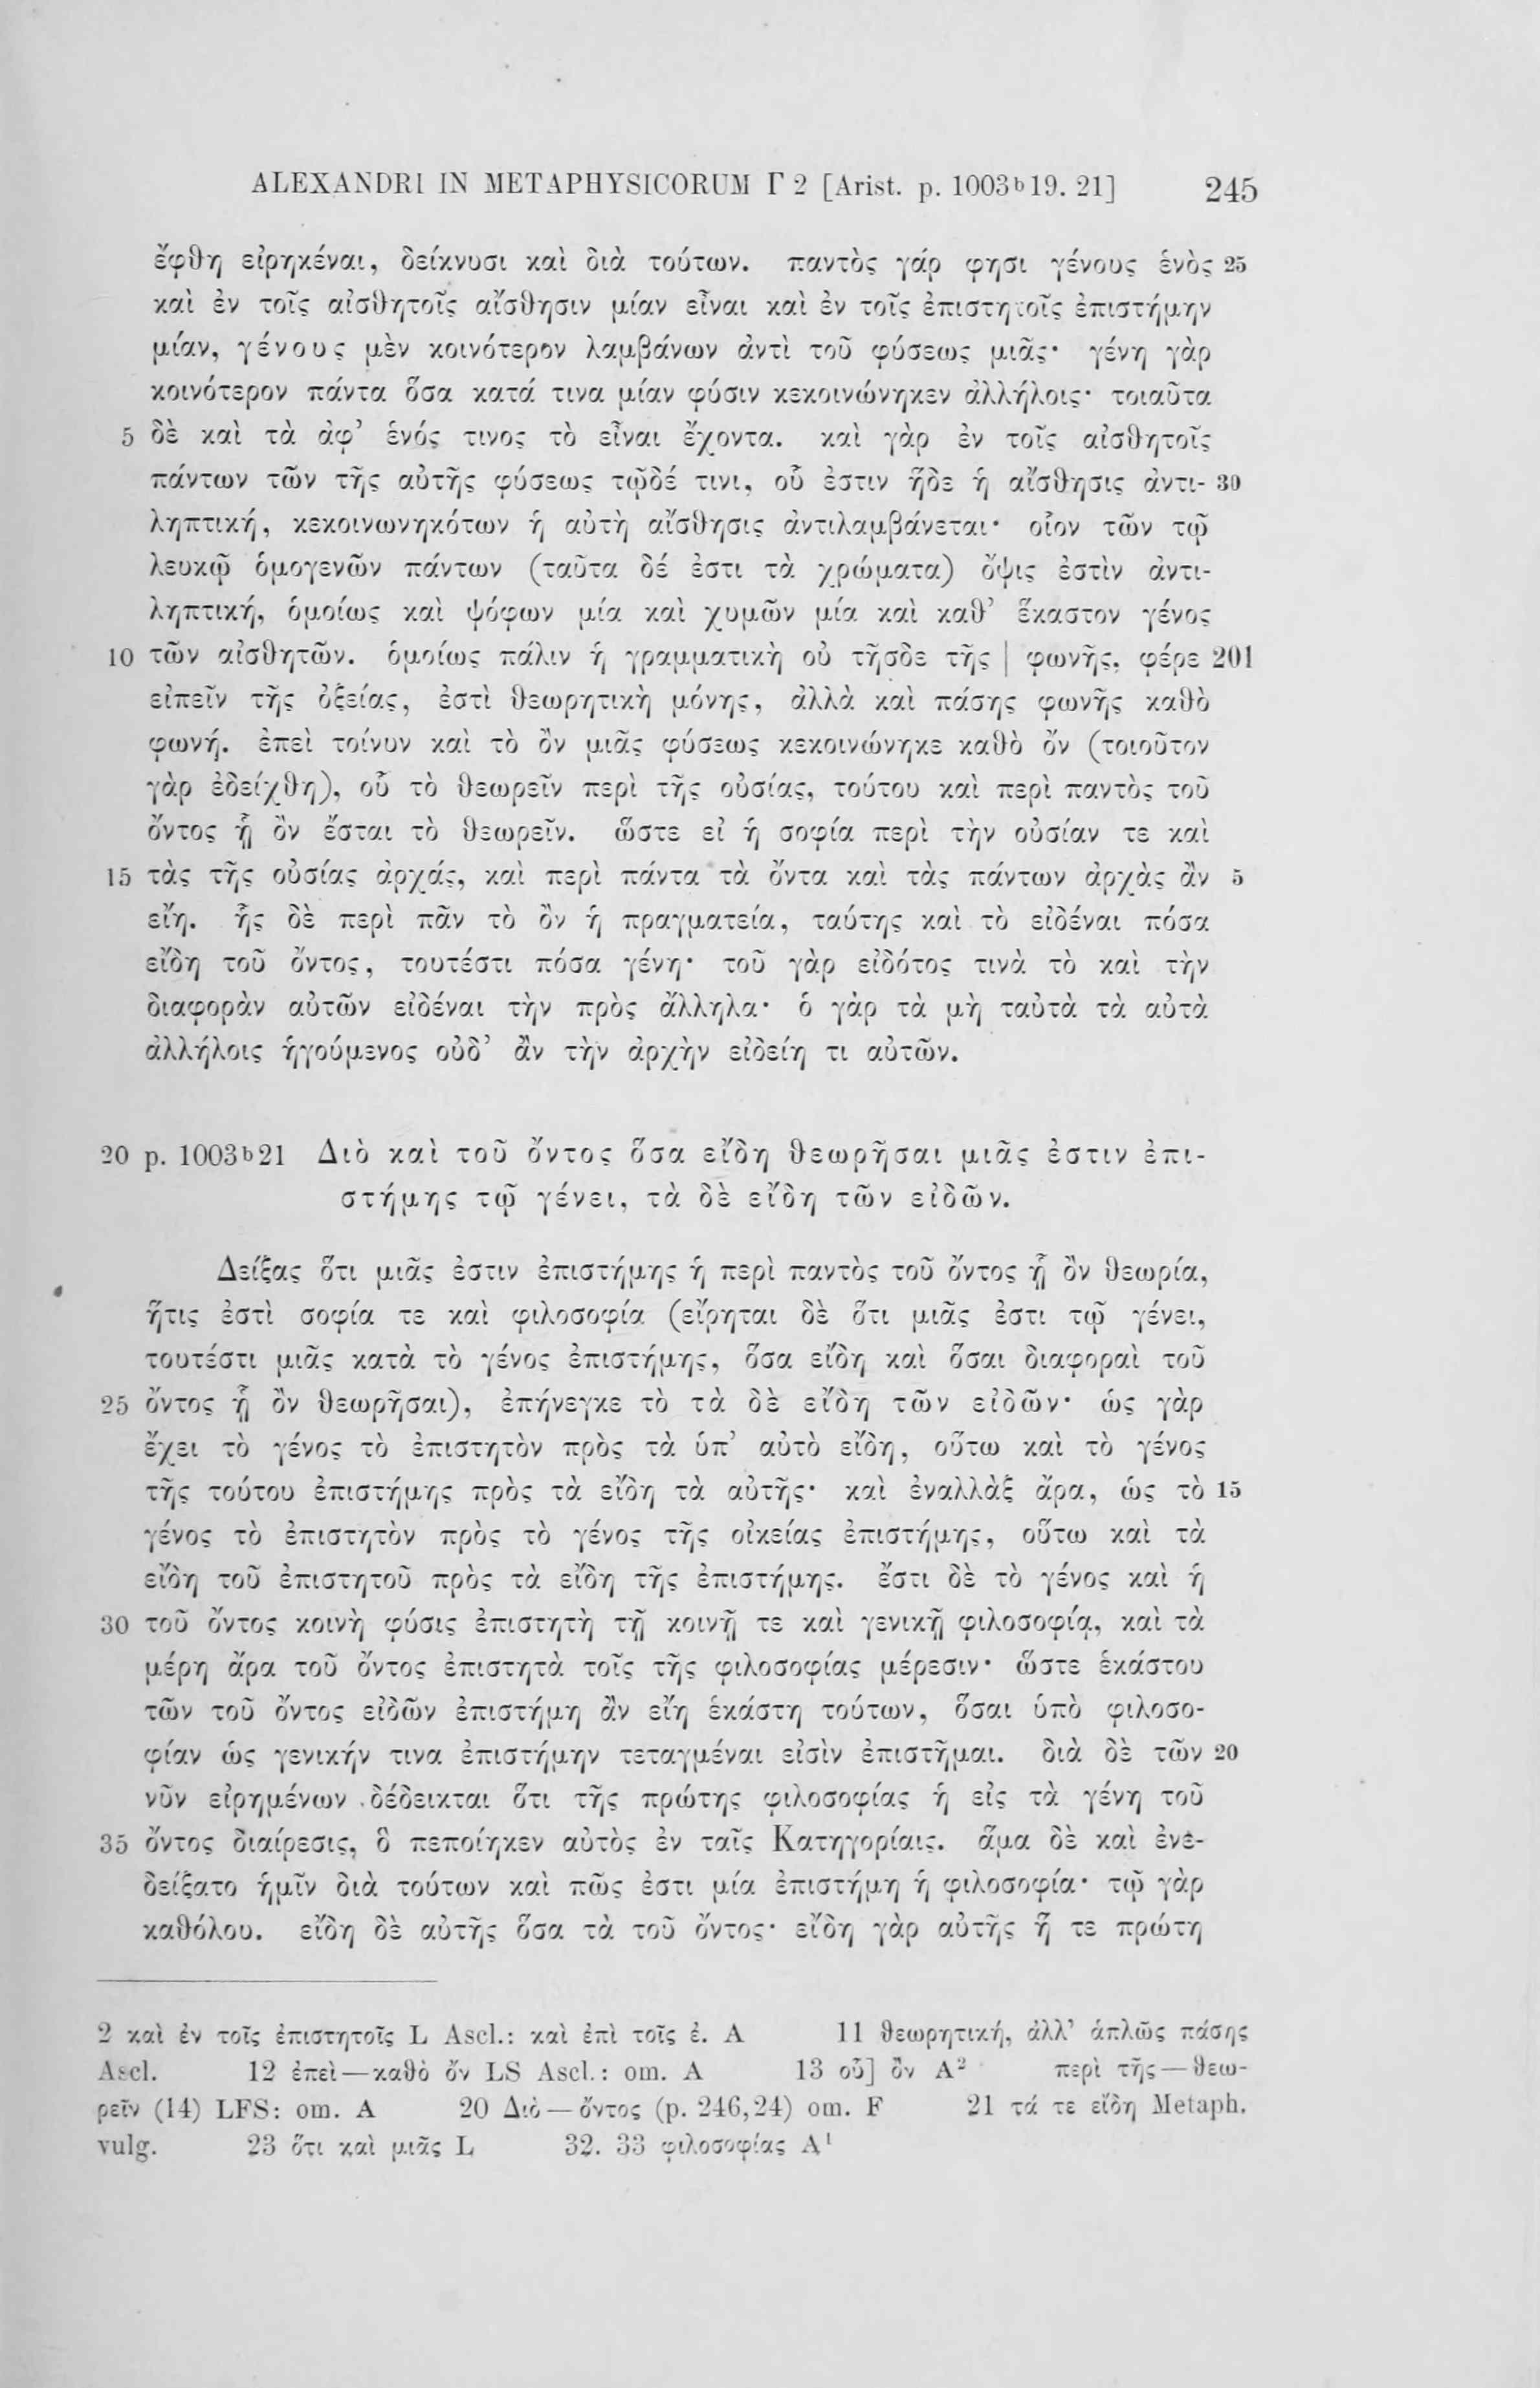 ALEXANDRI IN METAPHYSICORUM Γ 2 [Arist. p. 1003ᵇ19. 21] 245
ἔφθη εἰρηκέναι, δείκνυσι καὶ διὰ τούτων. παντὸς γάρ φησι γένους ἑνὸς 25
καὶ ἐν τοῖς αἰσθητοῖς αἴσθησιν μίαν εἶναι καὶ ἐν τοῖς ἐπιστητοῖς ἐπιστήμην
μίαν, γένους μὲν κοινότερον λαμβάνων ἀντὶ τοῦ φύσεως μιᾶς· γένη γὰρ
κοινότερον πάντα ὅσα κατά τινα μίαν φύσιν κεκοινώνηκεν ἀλλήλοις· τοιαῦτα
5 δὲ καὶ τὰ ἀφ’ ἑνός τινος τὸ εἶναι ἔχοντα. καὶ γὰρ ἐν τοῖς αἰσθητοῖς
πάντων τῶν τῆς αὐτῆς φύσεως τῳδέ τινι, οὗ ἐστιν ἥδε ἡ αἴσθησις ἀντι- 30
ληπτική, κεκοινωνηκότων ἡ αὐτὴ αἴσθησις ἀντιλαμβάνεται· οἷον τῶν τῷ
λευκῷ ὁμογενῶν πάντων (ταῦτα δέ ἐστι τὰ χρώματα) ὄψις ἐστὶν ἀντι-
ληπτική, ὁμοίως καὶ ψόφων μία καὶ χυμῶν μία καὶ καθ’ ἕκαστον γένος
10 τῶν αἰσθητῶν. ὁμοίως πάλιν ἡ γραμματικὴ οὐ τῆσδε τῆς | φωνῆς, φέρε 201
εἰπεῖν τῆς ὀξείας, ἐστὶ θεωρητικὴ μόνης, ἀλλὰ καὶ πάσης φωνῆς καθὸ
φωνή. ἐπεὶ τοίνυν καὶ τὸ ὂν μιᾶς φύσεως κεκοινώνηκε καθὸ ὄν (τοιοῦτον
γὰρ ἐδείχθη), οὗ τὸ θεωρεῖν περὶ τῆς οὐσίας, τούτου καὶ περὶ παντὸς τοῦ
ὄντος ᾗ ὂν ἔσται τὸ θεωρεῖν. ὥστε εἰ ἡ σοφία περὶ τὴν οὐσίαν τε καὶ
15 τὰς τῆς οὐσίας ἀρχάς, καὶ περὶ πάντα τὰ ὄντα καὶ τὰς πάντων ἀρχὰς ἂν 5
εἴη. ἧς δὲ περὶ πᾶν τὸ ὂν ἡ πραγματεία, ταύτης καὶ τὸ εἰδέναι πόσα
εἴδη τοῦ ὄντος, τουτέστι πόσα γένη· τοῦ γὰρ εἰδότος τινὰ τὸ καὶ τὴν
διαφορὰν αὐτῶν εἰδέναι τὴν πρὸς ἄλληλα· ὁ γὰρ τὰ μὴ ταὐτὰ τὰ αὐτὰ
ἀλλήλοις ἡγούμενος οὐδ’ ἂν τὴν ἀρχὴν εἰδείη τι αὐτῶν.
20 p. 1003ᵇ21 Διὸ καὶ τοῦ ὄντος ὅσα εἴδη θεωρῆσαι μιᾶς ἐστιν ἐπι-
στήμης τῷ γένει, τὰ δὲ εἴδη τῶν εἰδῶν.
Δείξας ὅτι μιᾶς ἐστιν ἐπιστήμης ἡ περὶ παντὸς τοῦ ὄντος ᾗ ὂν θεωρία,
ἥτις ἐστὶ σοφία τε καὶ φιλοσοφία (εἴρηται δὲ ὅτι μιᾶς ἐστι τῷ γένει,
τουτέστι μιᾶς κατὰ τὸ γένος ἐπιστήμης, ὅσα εἴδη καὶ ὅσαι διαφοραὶ τοῦ
25 ὄντος ᾗ ὂν θεωρῆσαι), ἐπήνεγκε τὸ τὰ δὲ εἴδη τῶν εἰδῶν· ὡς γὰρ
ἔχει τὸ γένος τὸ ἐπιστητὸν πρὸς τὰ ὑπ’ αὐτὸ εἴδη, οὕτω καὶ τὸ γένος
τῆς τούτου ἐπιστήμης πρὸς τὰ εἴδη τὰ αὐτῆς· καὶ ἐναλλὰξ ἄρα, ὡς τὸ 15
γένος τὸ ἐπιστητὸν πρὸς τὸ γένος τῆς οἰκείας ἐπιστήμης, οὕτω καὶ τὰ
εἴδη τοῦ ἐπιστητοῦ πρὸς τὰ εἴδη τῆς ἐπιστήμης. ἔστι δὲ τὸ γένος καὶ ἡ
30 τοῦ ὄντος κοινὴ φύσις ἐπιστητὴ τῇ κοινῇ τε καὶ γενικῇ φιλοσοφίᾳ, καὶ τὰ
μέρη ἄρα τοῦ ὄντος ἐπιστητὰ τοῖς τῆς φιλοσοφίας μέρεσιν· ὥστε ἑκάστου
τῶν τοῦ ὄντος εἰδῶν ἐπιστήμη ἂν εἴη ἑκάστη τούτων, ὅσαι ὑπὸ φιλοσο-
φίαν ὡς γενικήν τινα ἐπιστήμην τεταγμέναι εἰσὶν ἐπιστῆμαι. διὰ δὲ τῶν 20
νῦν εἰρημένων δέδεικται ὅτι τῆς πρώτης φιλοσοφίας ἡ εἰς τὰ γένη τοῦ
35 ὄντος διαίρεσις, ὃ πεποίηκεν αὐτὸς ἐν ταῖς Κατηγορίαις. ἅμα δὲ καὶ ἐνε-
δείξατο ἡμῖν διὰ τούτων καὶ πῶς ἐστι μία ἐπιστήμη ἡ φιλοσοφία· τῷ γὰρ
καθόλου. εἴδη δὲ αὐτῆς ὅσα τὰ τοῦ ὄντος· εἴδη γὰρ αὐτῆς ἥ τε πρώτη
2 καὶ ἐν τοῖς ἐπιστητοῖς L Ascl.: καὶ ἐπὶ τοῖς ἐ. A 11 θεωρητική, ἀλλ’ ἁπλῶς πάσης
Ascl. 12 ἐπεὶ — καθὸ ὄν LS Ascl.: om. A 13 οὗ] ὂν A² περὶ τῆς — θεω-
ρεῖν (14) LFS: om. A 20 Διὸ — ὄντος (p. 246,24) om. F 21 τά τε εἴδη Metaph.
vulg. 23 ὅτι καὶ μιᾶς L 32. 33 φιλοσοφίας A¹